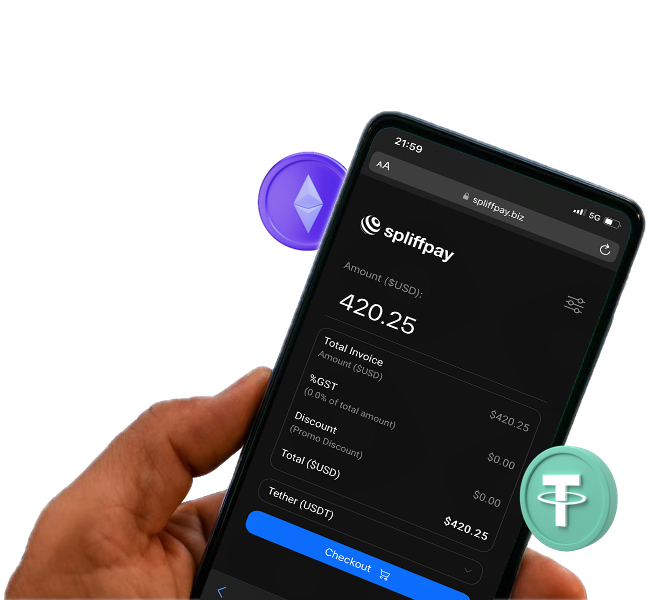 21:59
5G
AA
spliffpay.biz
spliffpay
Amount ($USD):
420.25
Total Invoice
Amount ($USD)
$420.25
%GST
(0.0% of total amount)
$0.00
Discount
(Promo Discount)
$0.00
Total ($USD)
$420.25
Tether (USDT)
Checkout